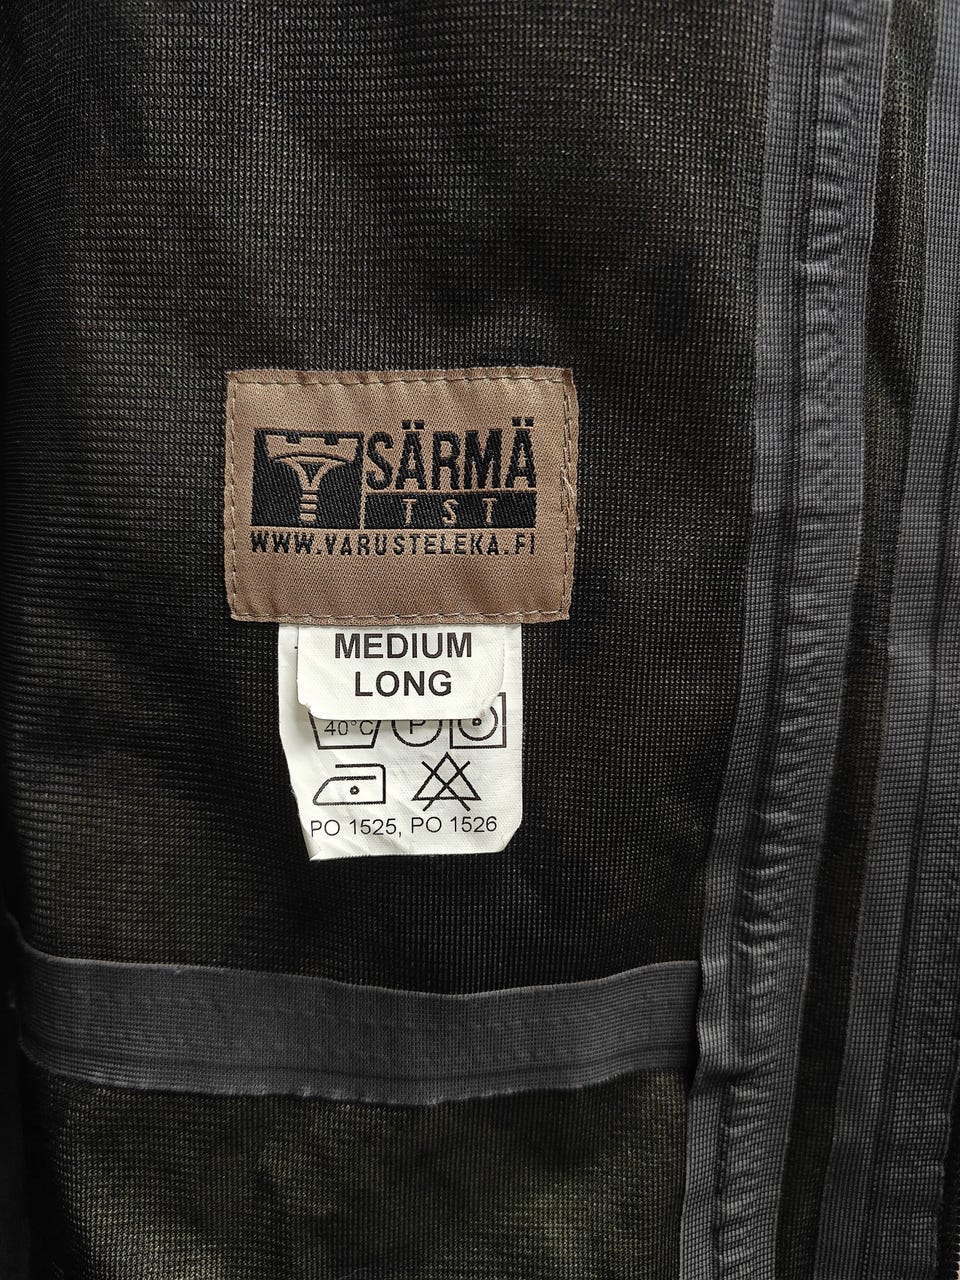 SÄRMÄ
TST
WWW.VARUSTELEKA.FI
MEDIUM
LONG
40°C P
PO 1525, PO 1526